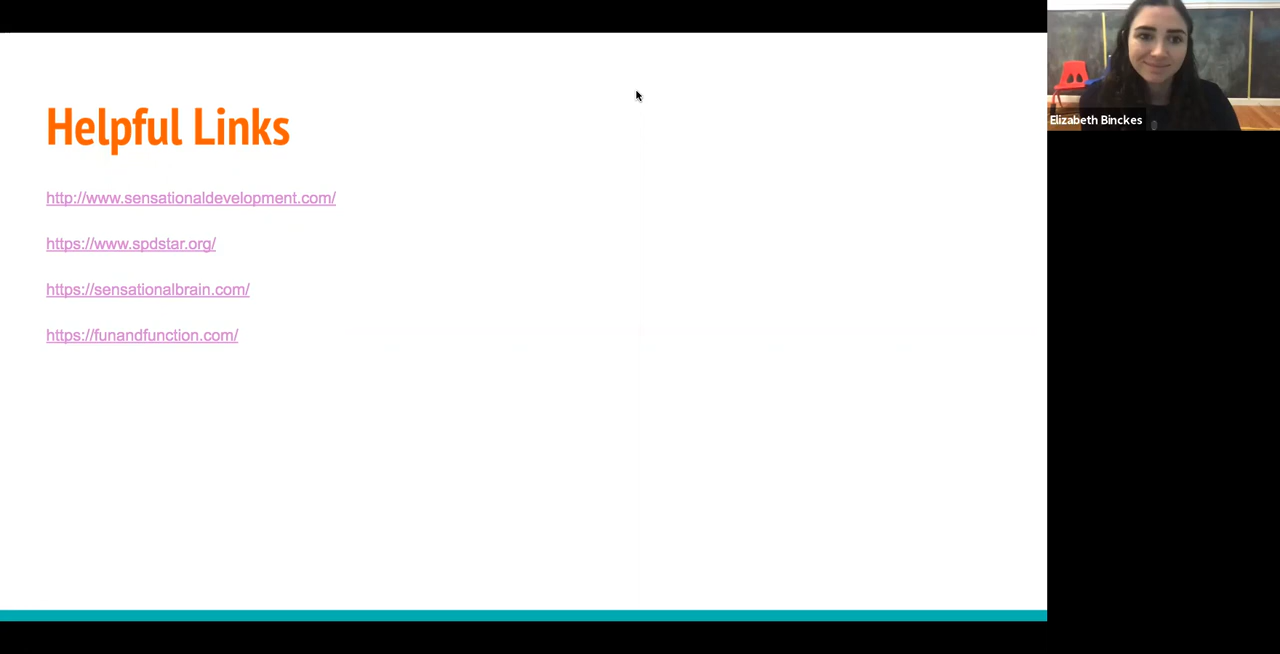 Helpful Links
http://www.sensationaldevelopment.com/
https://www.spdstar.org/
https://sensationalbrain.com/
https://funandfunction.com/
Elizabeth Binckes